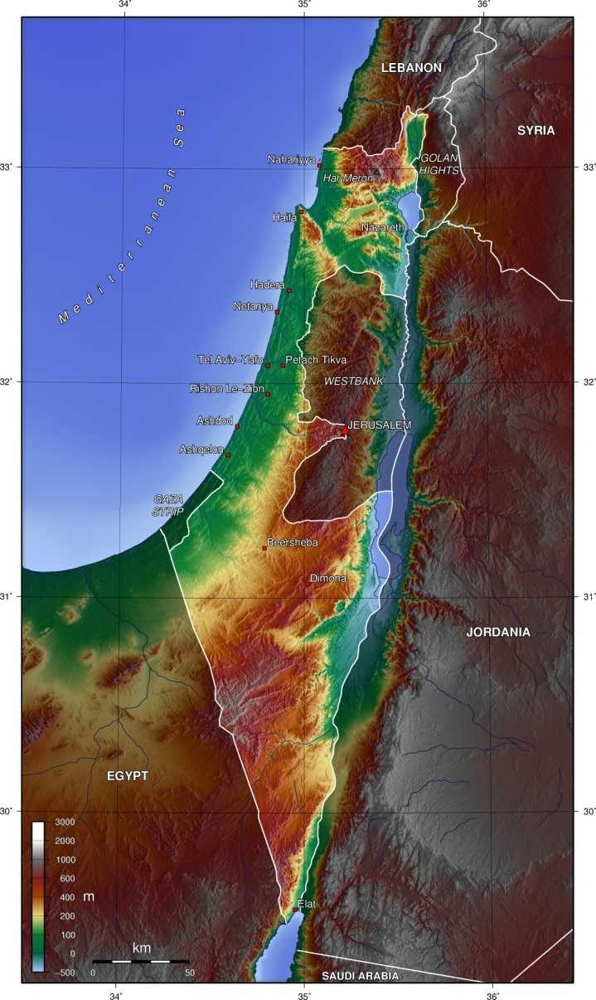 34°
35°
36°
LEBANON
SYRIA
Mediterranean Sea
33°
33°
Nahariyya
GOLAN
HIGHTS
Har Meron
Haifa
Nazareth
Hadera
Netanya
Tel Aviv-Yafo
Petach Tikva
32°
WESTBANK
32°
Rishon Le-Zion
Ashdod
JERUSALEM
Ashqelon
GAZA
STRIP
Beersheba
Dimona
31°
31°
JORDANIA
EGYPT
30°
30°
3000
2000
1000
600
400
200
100
0
-500
m
km
0
50
Elat
SAUDI ARABIA
34°
35°
36°